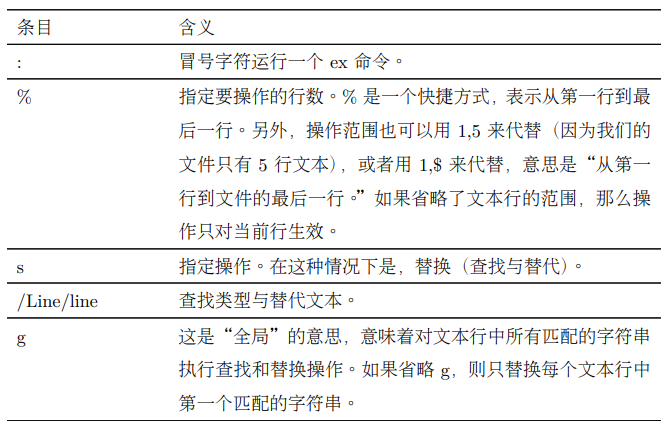 条目 含义
: 冒号字符运行一个 ex 命令。
% 指定要操作的行数。% 是一个快捷方式，表示从第一行到最
后一行。另外，操作范围也可以用 1,5 来代替（因为我们的
文件只有 5 行文本），或者用 1,$ 来代替，意思是“从第一
行到文件的最后一行。”如果省略了文本行的范围，那么操
作只对当前行生效。
s 指定操作。在这种情况下是，替换（查找与替代）。
/Line/line 查找类型与替代文本。
g 这是“全局”的意思，意味着对文本行中所有匹配的字符串
执行查找和替换操作。如果省略 g，则只替换每个文本行中
第一个匹配的字符串。